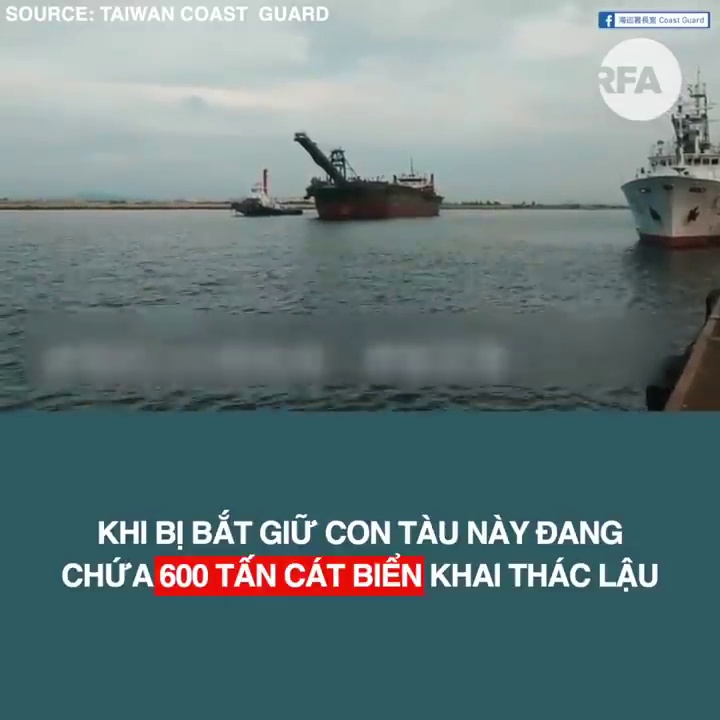 SOURCE: TAIWAN COAST GUARD
海巡署長室 Coast Guard
RFA
KHI BỊ BẮT GIỮ CON TÀU NÀY ĐANG
CHỨA 600 TẤN CÁT BIỂN KHAI THÁC LẬU